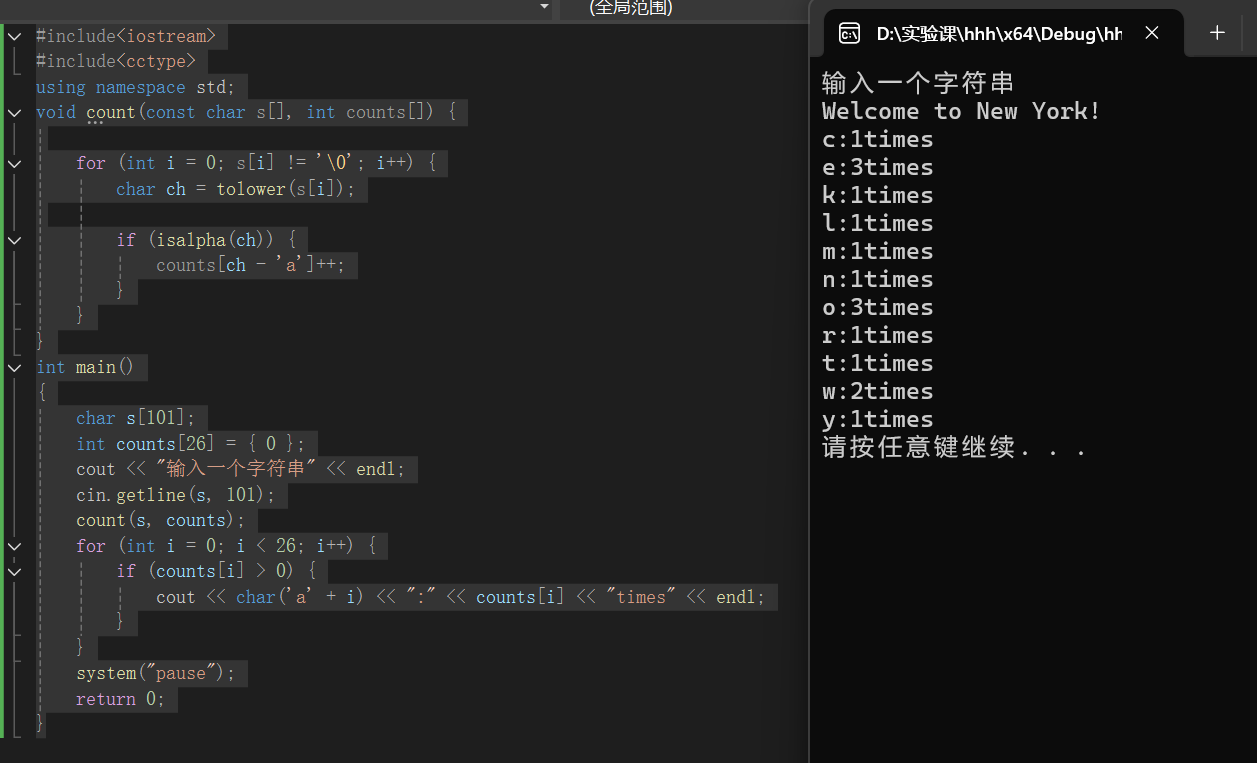 (全局范围)
#include<iostream>
#include<cctype>
using namespace std;
void count(const char s[], int counts[]) {
for (int i = 0; s[i] != '\0'; i++) {
char ch = tolower(s[i]);
if (isalpha(ch)) {
counts[ch - 'a']++;
}
}
}
int main()
{
char s[101];
int counts[26] = { 0 };
cout << "输入一个字符串" << endl;
cin.getline(s, 101);
count(s, counts);
for (int i = 0; i < 26; i++) {
if (counts[i] > 0) {
cout << char('a' + i) << ":" << counts[i] << "times" << endl;
}
}
system("pause");
return 0;
}
D:\实验课\hhh\x64\Debug\hh
输入一个字符串
Welcome to New York!
c:1times
e:3times
k:1times
l:1times
m:1times
n:1times
o:3times
r:1times
t:1times
w:2times
y:1times
请按任意键继续. . .